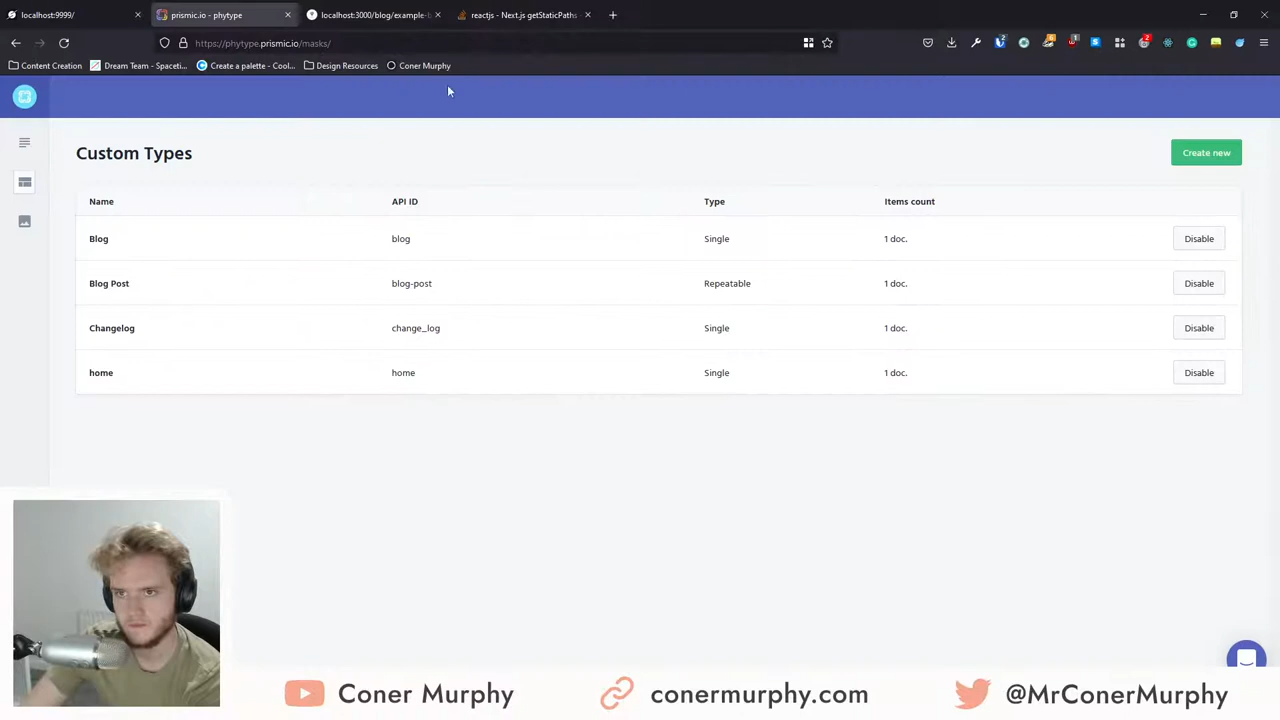 localhost:9999/
prismic.io - phytype
localhost:3000/blog/example-b
reactjs - Next.js getStaticPaths
https://phytype.prismic.io/masks/
Content Creation
Dream Team - Spaceti...
Create a palette - Cool...
Design Resources
Coner Murphy
Custom Types
Create new
Name API ID Type Items count
Blog blog Single 1 doc. Disable
Blog Post blog-post Repeatable 1 doc. Disable
Changelog change_log Single 1 doc. Disable
home home Single 1 doc. Disable
Coner Murphy
conermurphy.com
@MrConerMurphy